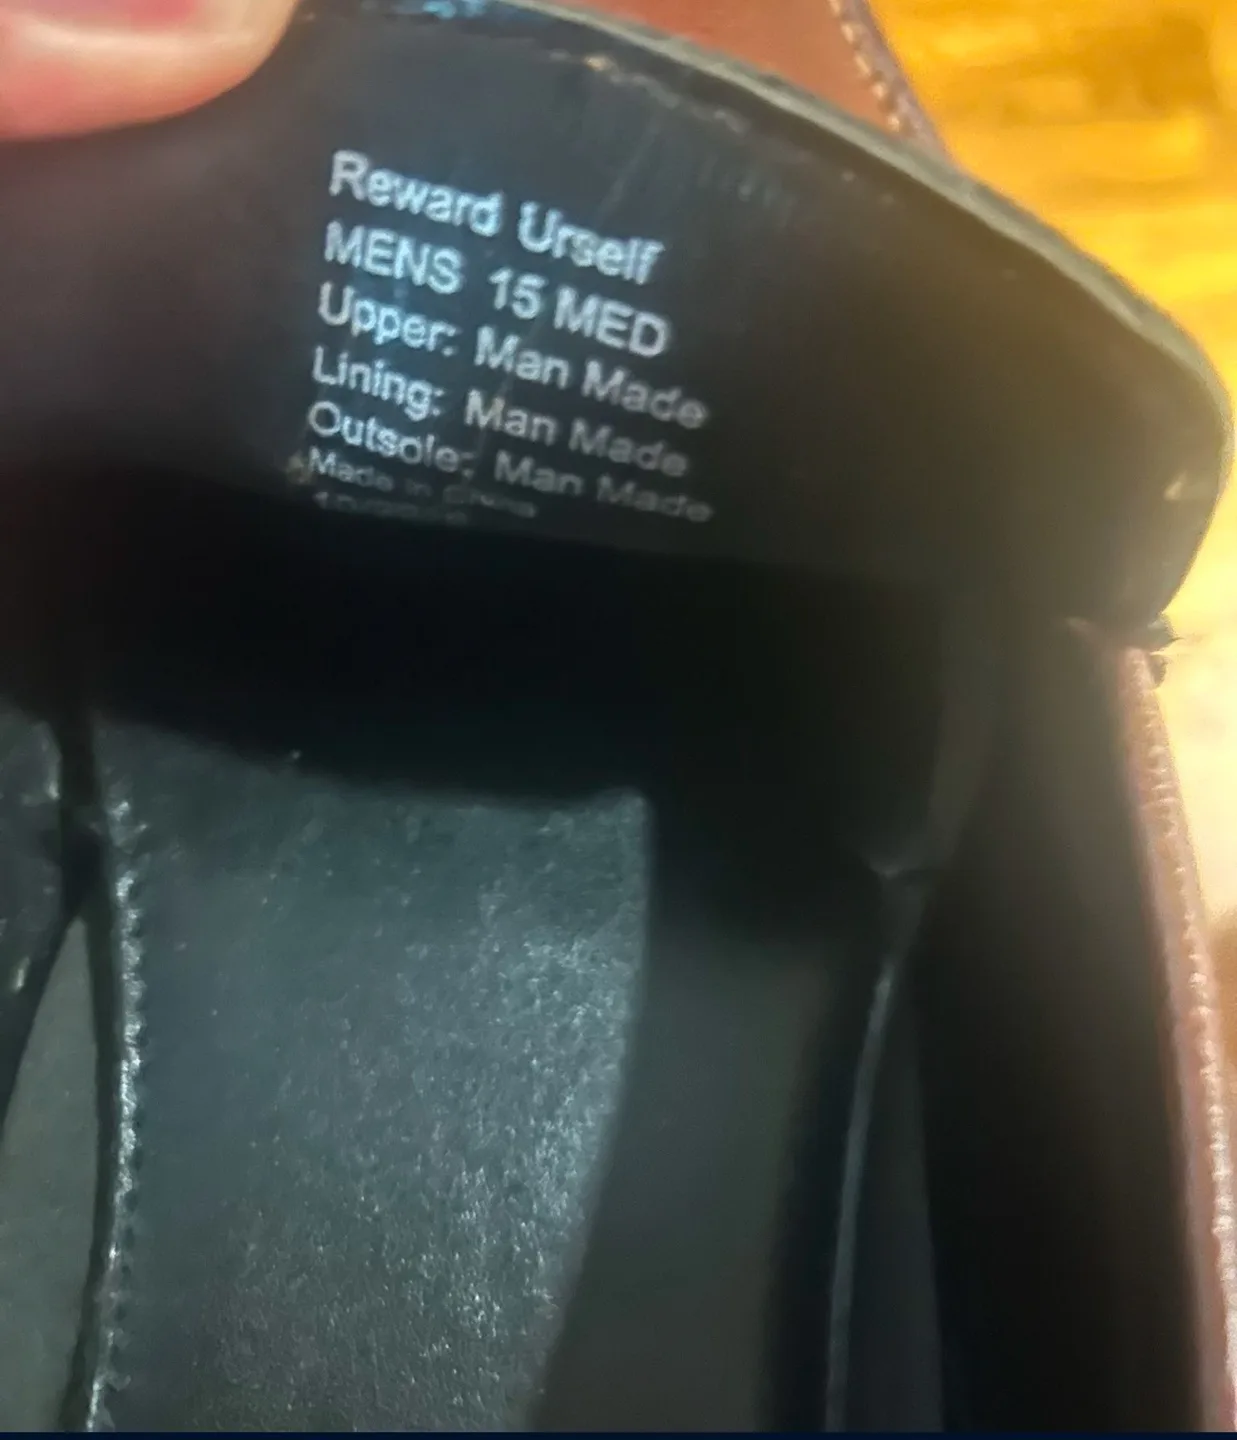 Reward Urself
MENS 15 MED
Upper: Man Made
Lining: Man Made
Outsole: Man Made
Made in China